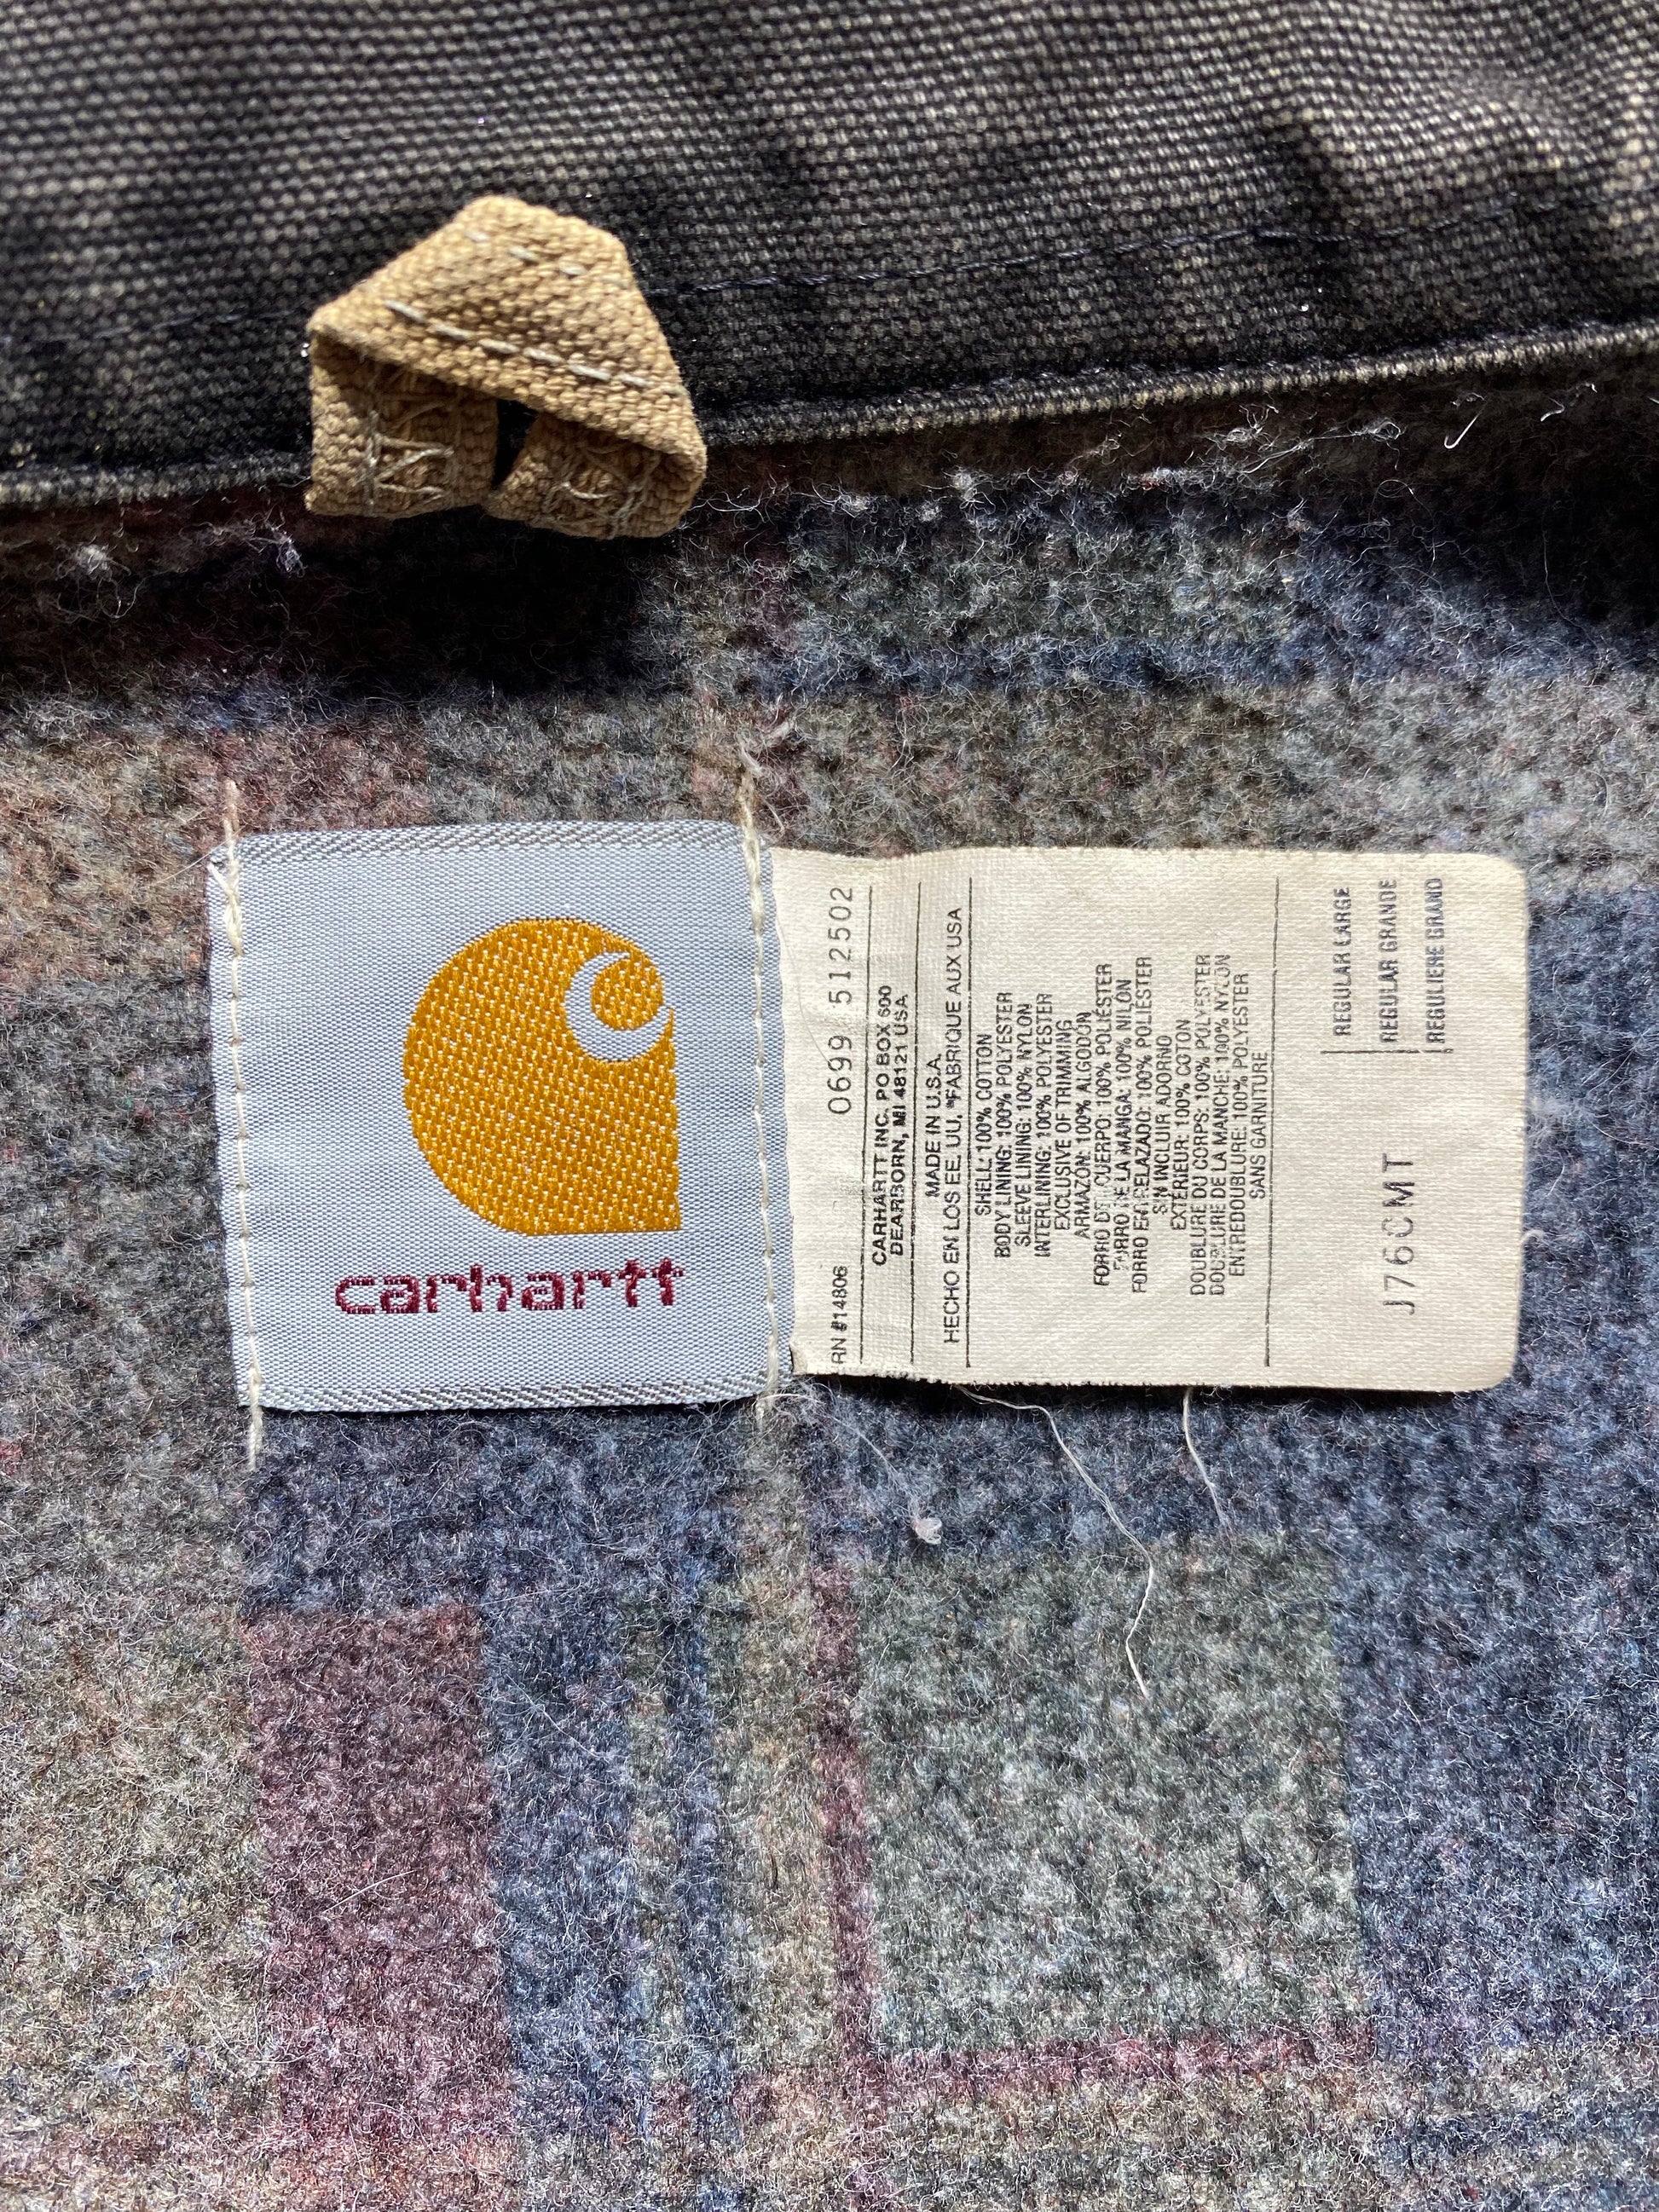 carhartt
RN #14806 0699 512502
CARHARTT INC. PO BOX 600
DEARBORN, MI 48121 USA
MADE IN U.S.A.
HECHO EN LOS EE. UU. *FABRIQUE AUX USA
SHELL: 100% COTTON
BODY LINING: 100% POLYESTER
SLEEVE LINING: 100% NYLON
INTERLINING: 100% POLYESTER
EXCLUSIVE OF TRIMMING
ARMAZON: 100% ALGODON
FORRO DEL CUERPO: 100% POLIESTER
FORRO DE LA MANGA: 100% NILON
FORRO ENTRELAZADO: 100% POLIESTER
SIN INCLUIR ADORNO
EXTERIEUR: 100% COTON
DOUBLURE DU CORPS: 100% POLYESTER
DOUBLURE DE LA MANCHE: 100% NYLON
ENTREDOUBLURE: 100% POLYESTER
SANS GARNITURE
REGULAR LARGE
REGULAR GRANDE
J76CMT REGULIERE GRAND